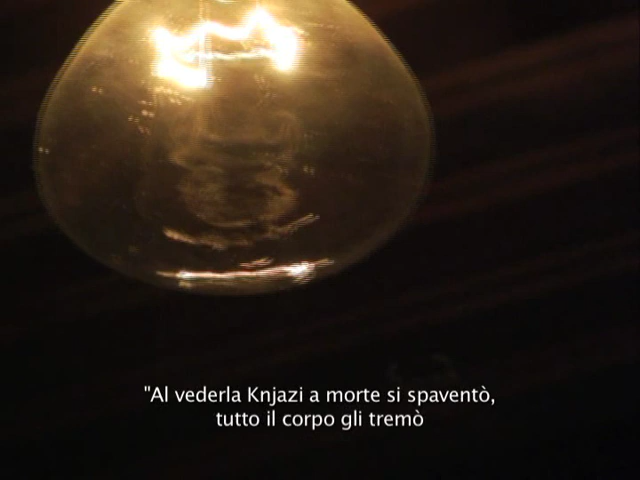 "Al vederla Knjazi a morte si spaventò,
tutto il corpo gli tremò